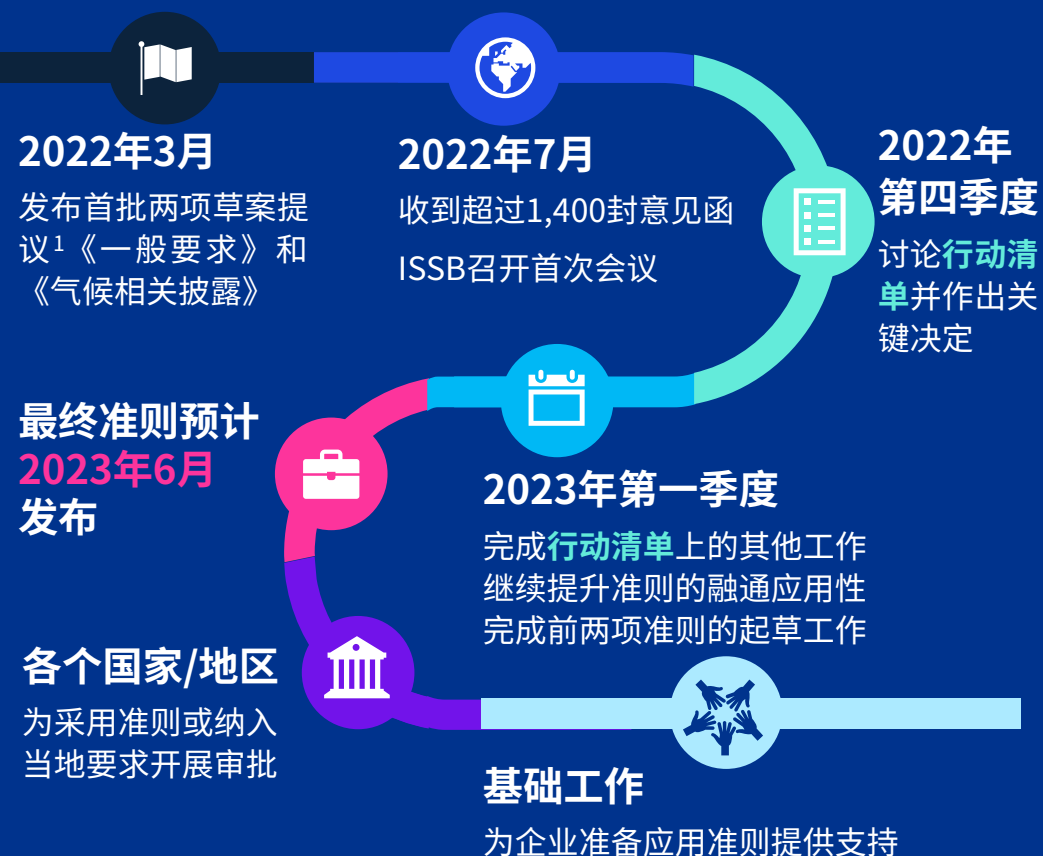 2022年3月
发布首批两项草案提
议1《一般要求》和
《气候相关披露》
2022年7月
收到超过1,400封意见函
ISSB召开首次会议
2022年
第四季度
讨论行动清
单并作出关
键决定
2023年第一季度
完成行动清单上的其他工作
继续提升准则的融通应用性
完成前两项准则的起草工作
最终准则预计
2023年6月
发布
各个国家/地区
为采用准则或纳入
当地要求开展审批
基础工作
为企业准备应用准则提供支持